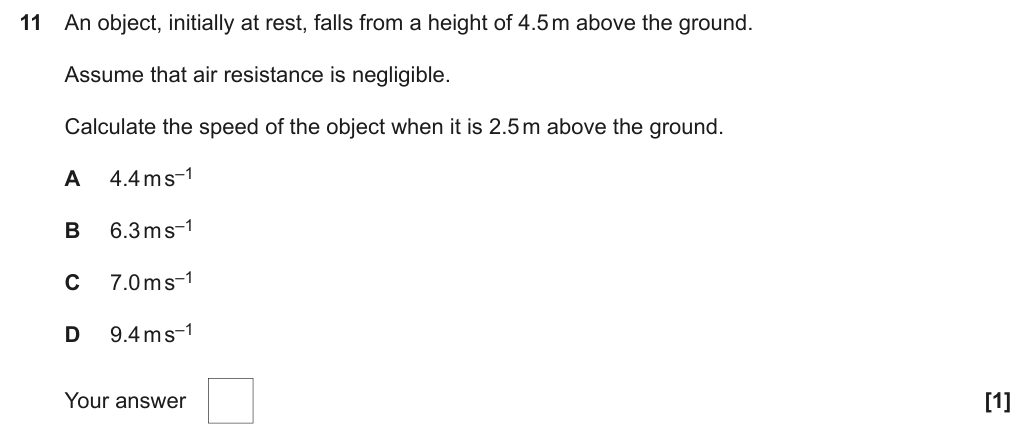 11 An object, initially at rest, falls from a height of 4.5 m above the ground.
Assume that air resistance is negligible.
Calculate the speed of the object when it is 2.5 m above the ground.
A 4.4 m s⁻¹
B 6.3 m s⁻¹
C 7.0 m s⁻¹
D 9.4 m s⁻¹
Your answer [1]